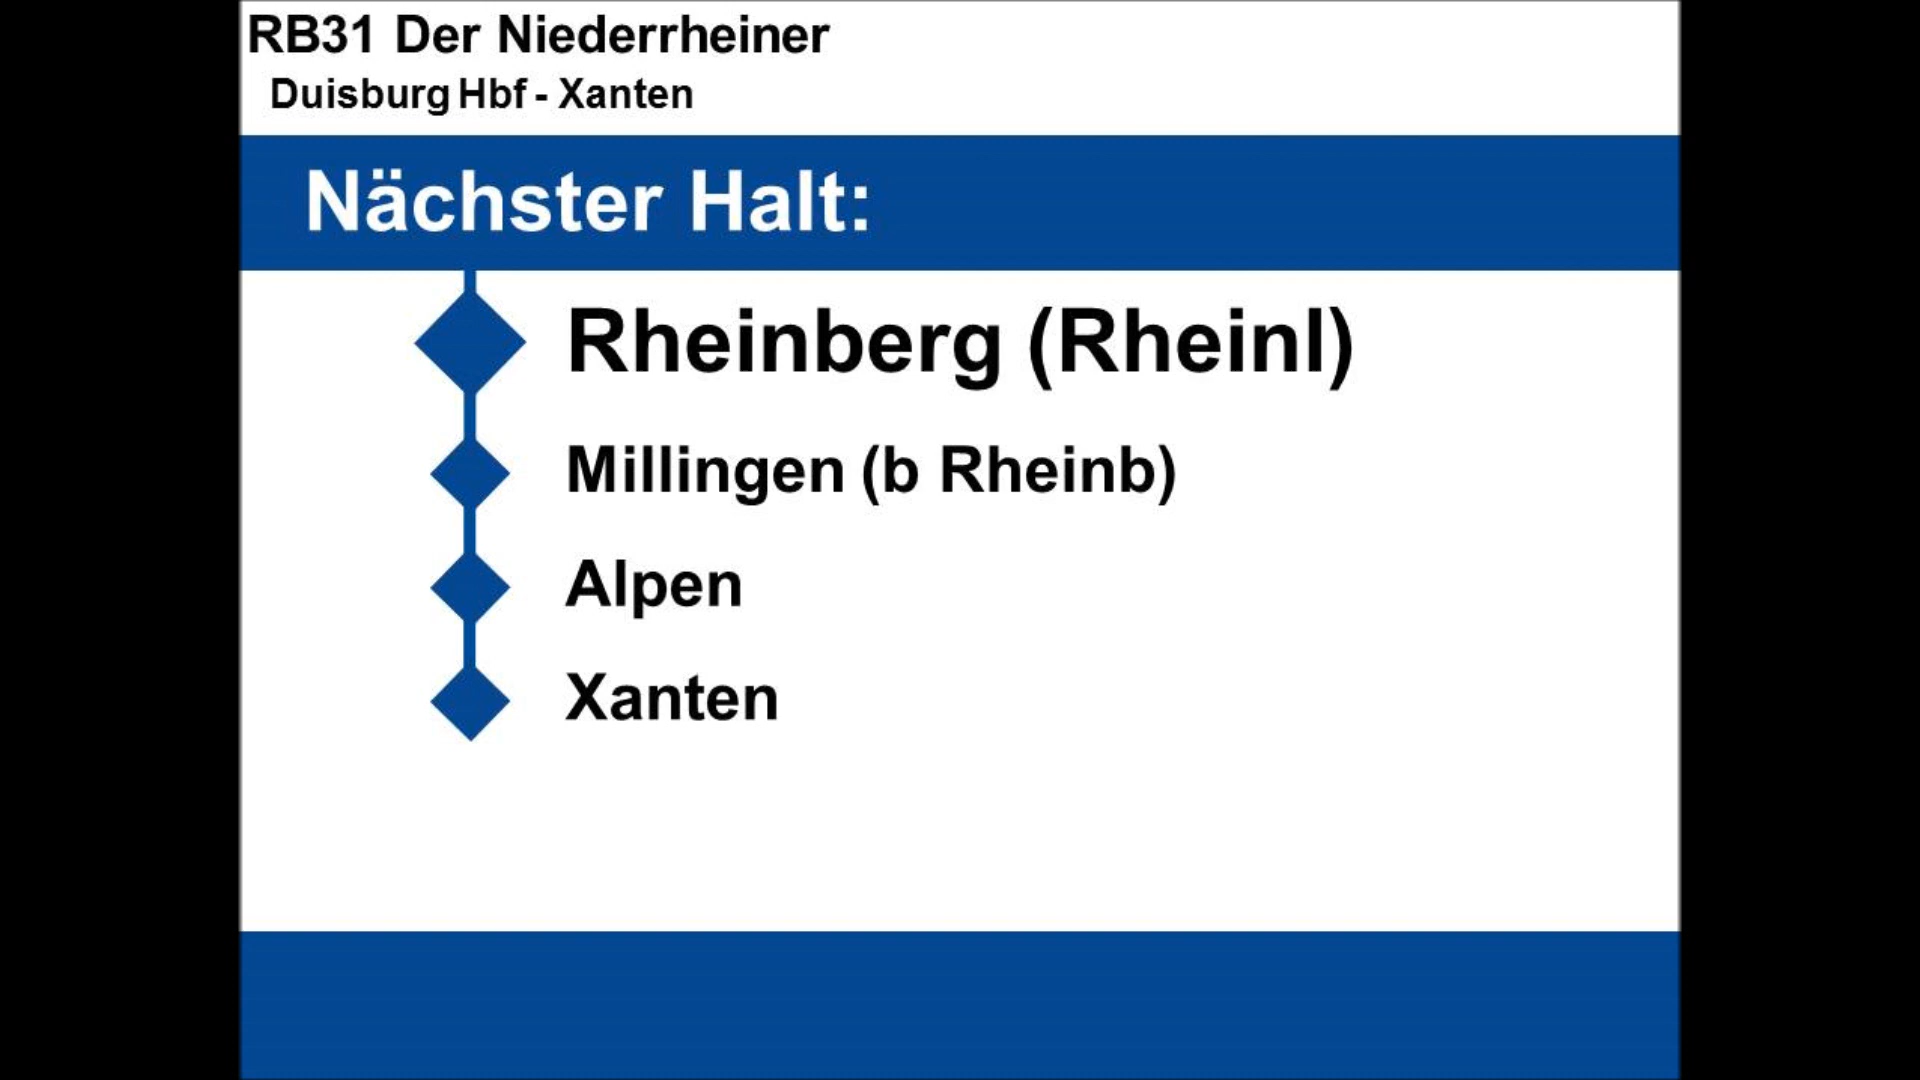 RB31 Der Niederrheiner
Duisburg Hbf - Xanten
Nächster Halt:
Rheinberg (Rheinl)
Millingen (b Rheinb)
Alpen
Xanten